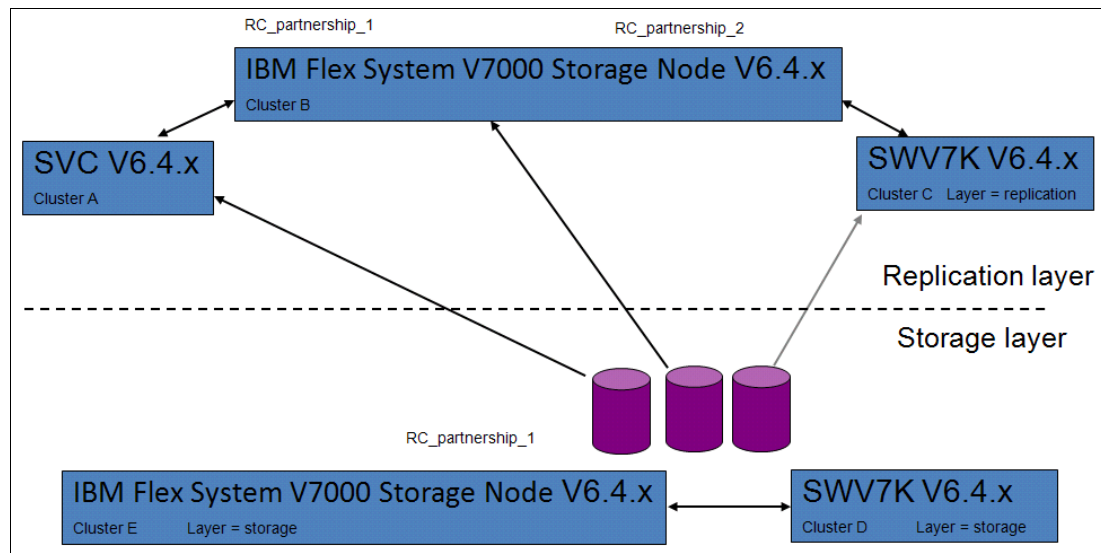 RC_partnership_1
RC_partnership_2
IBM Flex System V7000 Storage Node V6.4.x
Cluster B
SVC V6.4.x
Cluster A
SWV7K V6.4.x
Cluster C Layer = replication
Replication layer
Storage layer
RC_partnership_1
IBM Flex System V7000 Storage Node V6.4.x
Cluster E Layer = storage
SWV7K V6.4.x
Cluster D Layer = storage